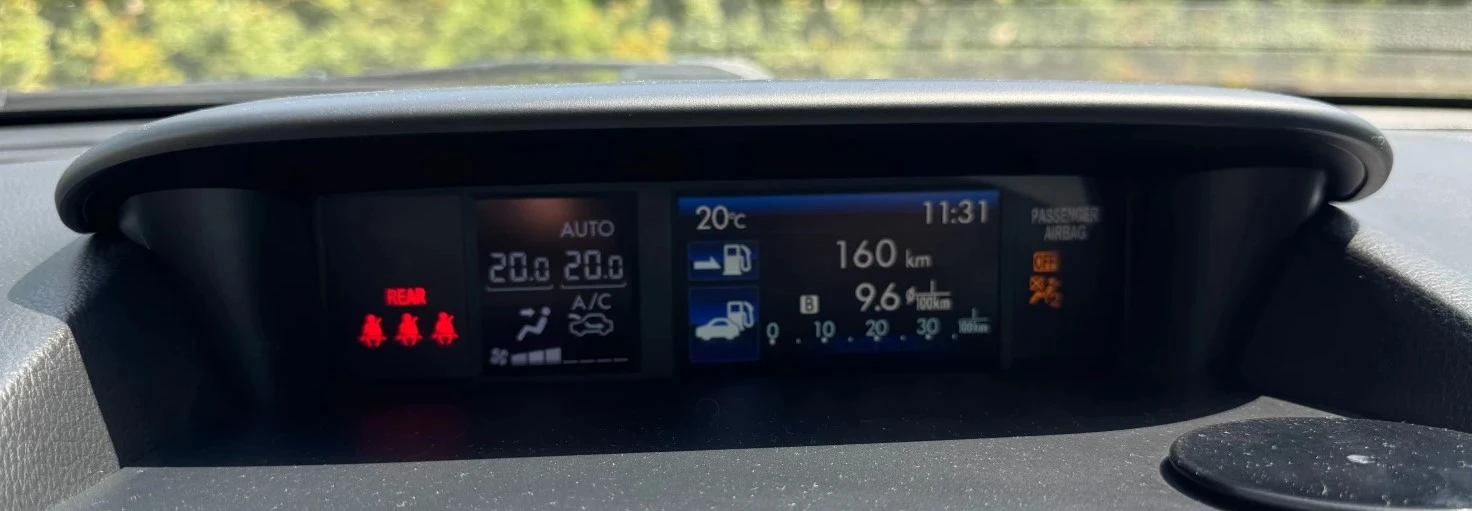 REAR
AUTO
20.0 20.0
A/C
20°C 11:31
160 km
B 9.6 ø L/100km
0 . 10 . 20 . 30 . L/100km
PASSENGER
AIRBAG
OFF